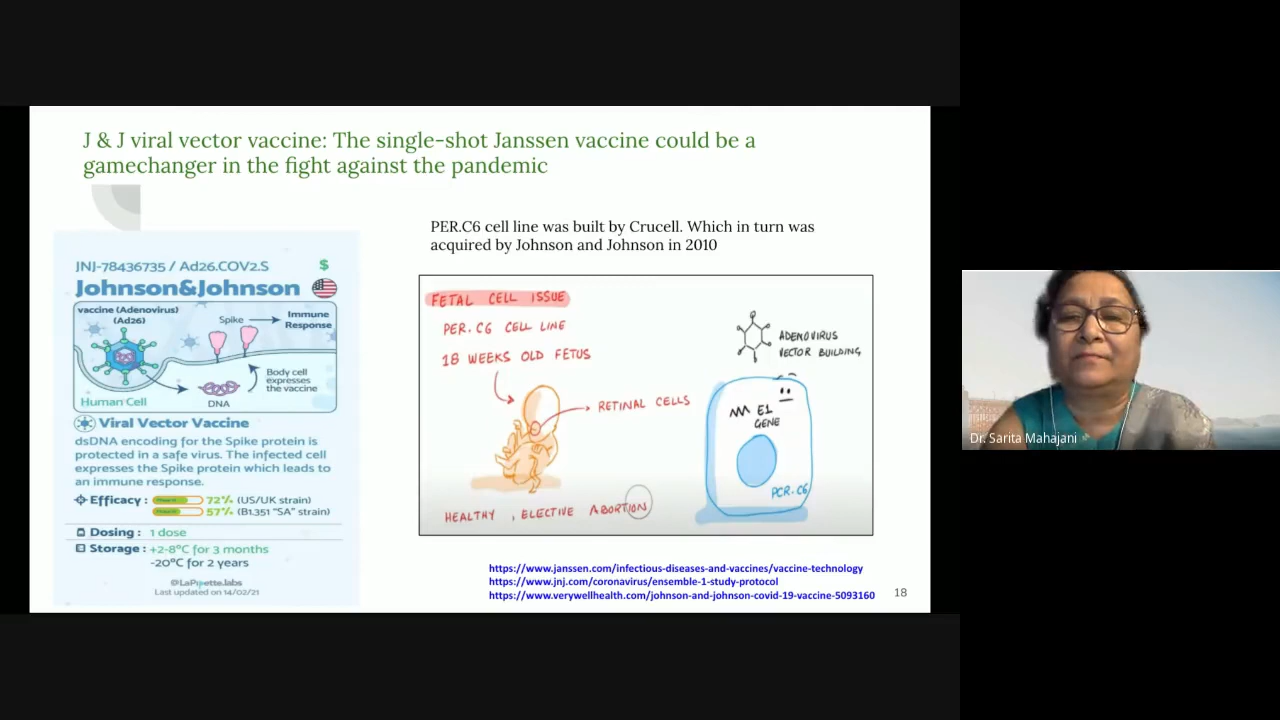 J & J viral vector vaccine: The single-shot Janssen vaccine could be a
gamechanger in the fight against the pandemic
JNJ-78436735 / Ad26.COV2.S
$
Johnson&Johnson
vaccine (Adenovirus)
(Ad26)
Spike
Immune
Response
Body cell
expresses
the vaccine
DNA
Human Cell
Viral Vector Vaccine
dsDNA encoding for the Spike protein is
protected in a safe virus. The infected cell
expresses the Spike protein which leads to
an immune response.
Efficacy : 72% (US/UK strain)
57% (B1.351 "SA" strain)
Dosing : 1 dose
Storage : +2-8°C for 3 months
-20°C for 2 years
Last updated on 14/02/21
PER.C6 cell line was built by Crucell. Which in turn was
acquired by Johnson and Johnson in 2010
FETAL CELL ISSUE
PER.C6 CELL LINE
18 WEEKS OLD FETUS
RETINAL CELLS
HEALTHY , ELECTIVE ABORTION
ADENOVIRUS
VECTOR BUILDING
E1
GENE
PCR.C6
https://www.janssen.com/infectious-diseases-and-vaccines/vaccine-technology
https://www.jnj.com/coronavirus/ensemble-1-study-protocol
https://www.verywellhealth.com/johnson-and-johnson-covid-19-vaccine-5093160
18
Dr. Sarita Mahajani